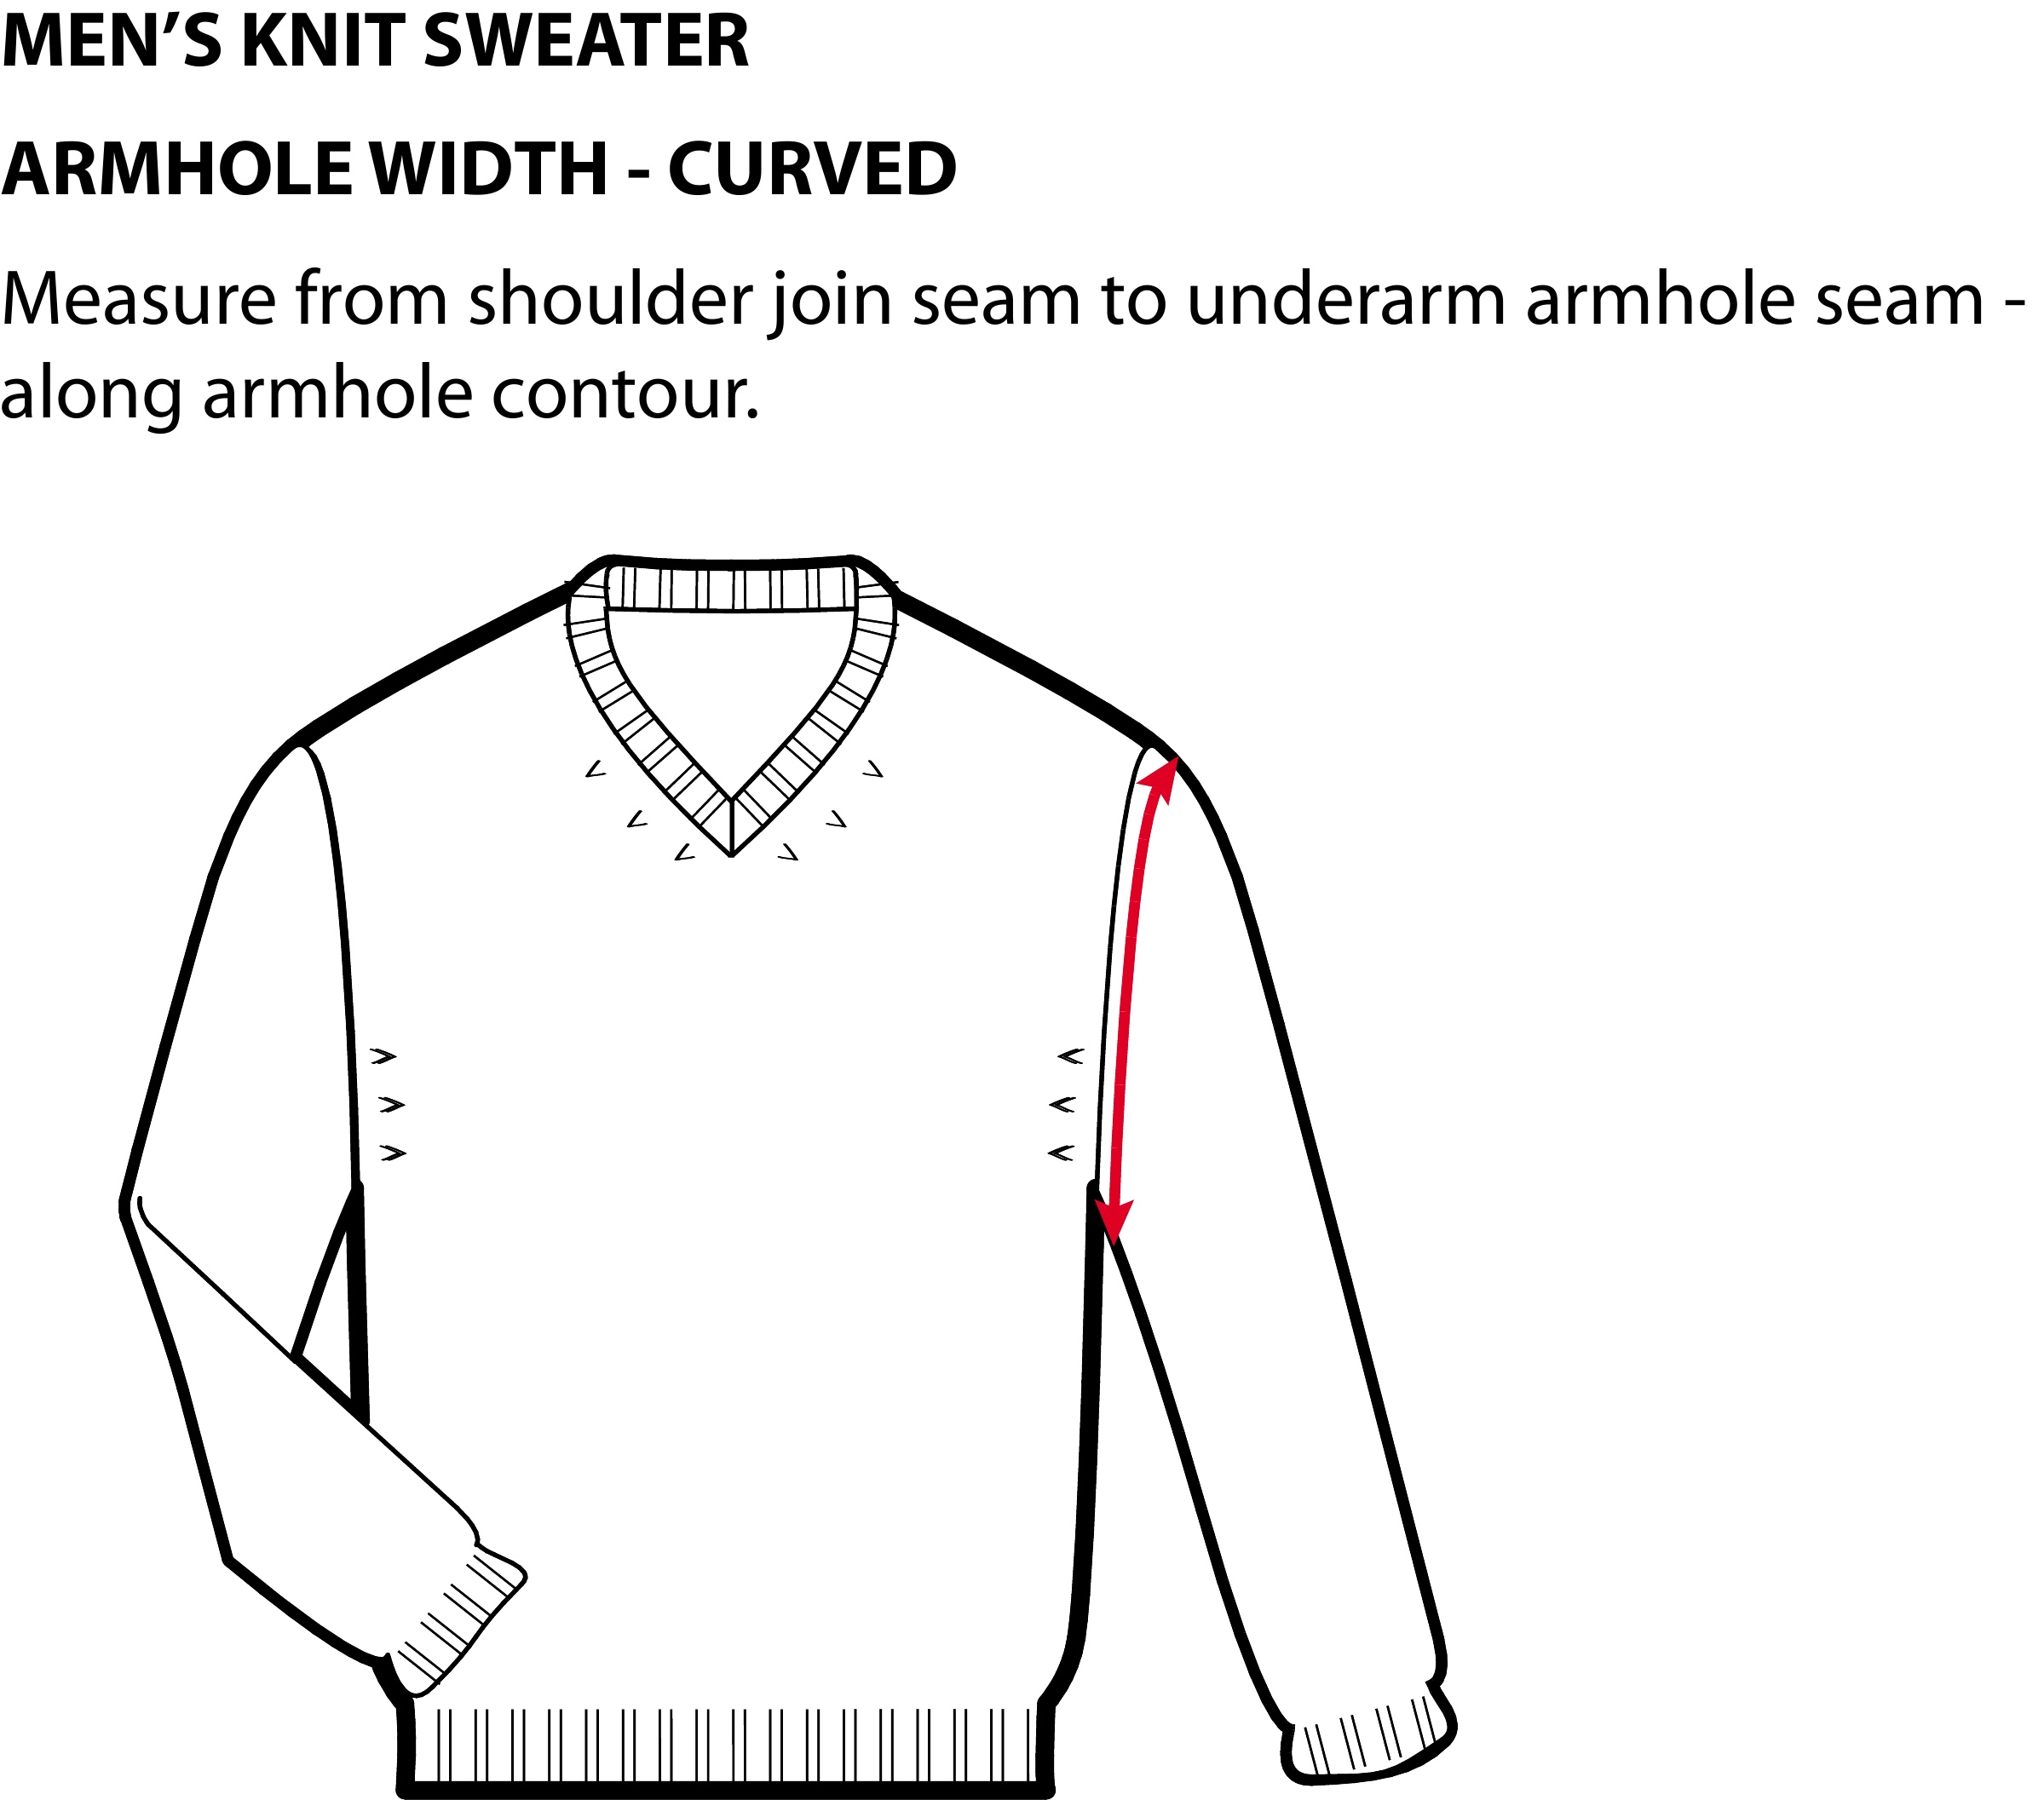 MEN’S KNIT SWEATER
ARMHOLE WIDTH - CURVED
Measure from shoulder join seam to underarm armhole seam -
along armhole contour.